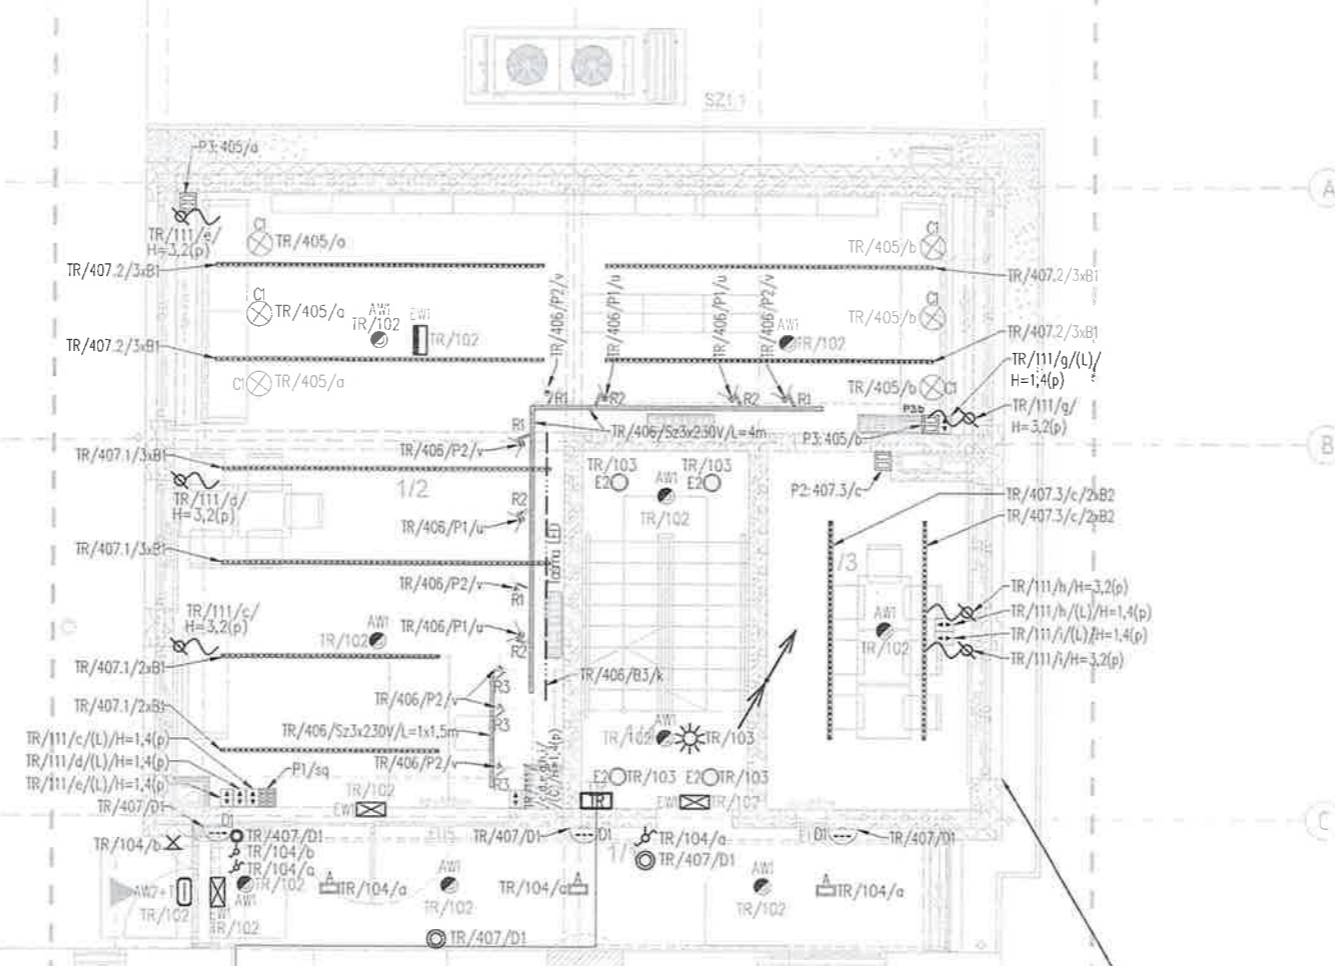 SZ1.1
A
P3:405/a
TR/111/e/
H=3,2(p)
C1
TR/405/a
TR/405/b
C1
TR/407.2/3xB1
TR/407.2/3xB1
C1
TR/405/a
AW1
TR/102
EW1
TR/102
TR/406/P2/v
TR/406/P1/u
TR/406/P1/u
TR/406/P2/v
AW1
TR/102
C1
TR/405/b
TR/407.2/3xB1
TR/407.2/3xB1
C1
TR/405/a
TR/405/b
C1
TR/111/g/(L)/
H=1,4(p)
R1
R2
R2
R1
P3:b
TR/111/g/
H=3,2(p)
R1
TR/406/Sz3x230V/L=4m
P3:405/b
B
TR/407.1/3xB1
TR/406/P2/v
TR/103
E2
TR/103
E2
AW1
TR/102
P2:407.3/c
TR/111/d/
H=3,2(p)
1/2
R2
TR/406/P1/u
TR/407.3/c/2xB2
TR/407.3/c/2xB2
TR/407.1/3xB1
/3
TR/406/P2/v
R1
TR/111/c/
H=3,2(p)
AW1
TR/102
TR/406/P1/u
R2
AW1
TR/102
TR/111/h/H=3,2(p)
TR/111/h/(L)/H=1,4(p)
TR/111/i/(L)/H=1,4(p)
TR/111/i/H=3,2(p)
TR/407.1/2xB1
TR/406/B3/k
TR/407.1/2xB1
R3
TR/406/P2/v
R3
TR/406/Sz3x230V/L=1x1,5m
AW1
TR/102
TR/103
TR/111/c/(L)/H=1,4(p)
TR/111/d/(L)/H=1,4(p)
TR/111/e/(L)/H=1,4(p)
P1/sq
TR/406/P2/v
R3
E2
TR/103
E2
TR/103
TR/102
EW1
TR
EW1
TR/102
C
TR/407/D1
D1
TR/407/D1
TR/407/D1
D1
TR/104/a
D1
TR/407/D1
TR/104/b
TR/104/b
TR/104/a
TR/407/D1
AW2+T
TR/102
EW1
TR/102
AW1
TR/102
A
TR/104/a
AW1
TR/102
TR/104/a
A
AW1
TR/102
A
TR/104/a
TR/407/D1